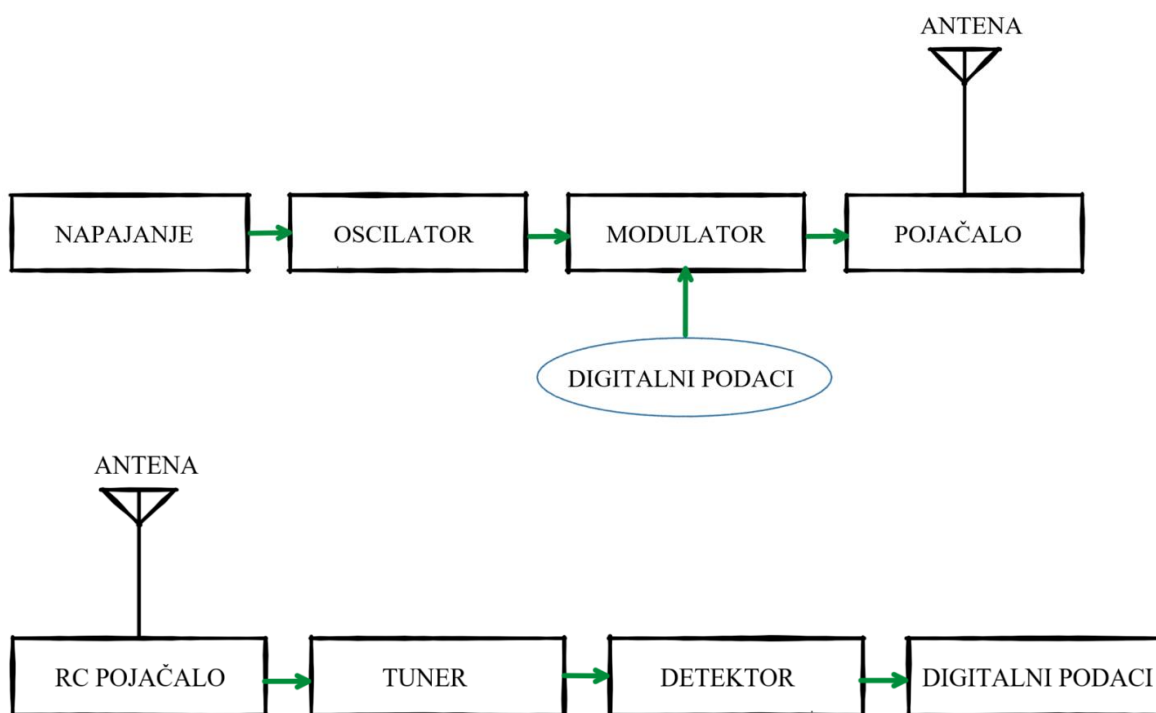 ANTENA
NAPAJANJE
OSCILATOR
MODULATOR
POJAČALO
DIGITALNI PODACI
ANTENA
RC POJAČALO
TUNER
DETEKTOR
DIGITALNI PODACI